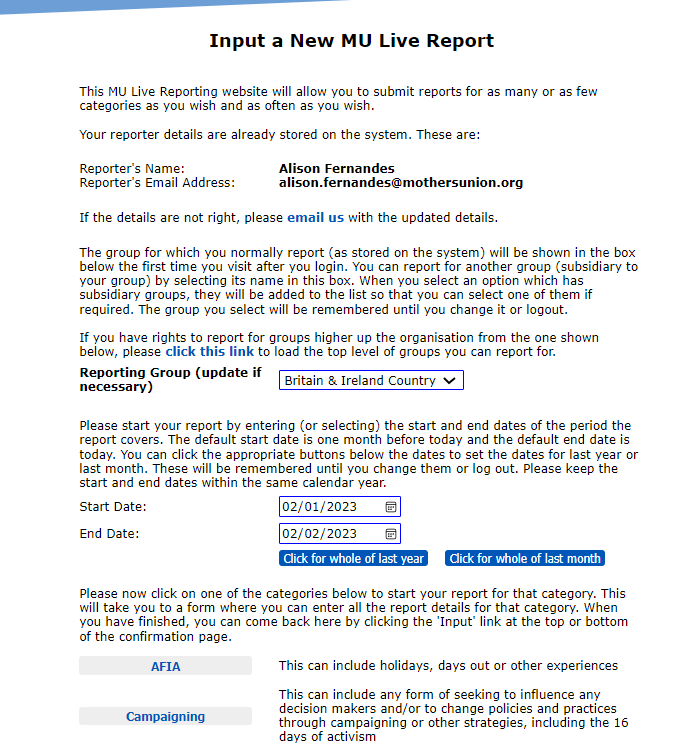 Input a New MU Live Report
This MU Live Reporting website will allow you to submit reports for as many or as few
categories as you wish and as often as you wish.
Your reporter details are already stored on the system. These are:
Reporter's Name: Alison Fernandes
Reporter's Email Address: alison.fernandes@mothersunion.org
If the details are not right, please email us with the updated details.
The group for which you normally report (as stored on the system) will be shown in the box
below the first time you visit after you login. You can report for another group (subsidiary to
your group) by selecting its name in this box. When you select an option which has
subsidiary groups, they will be added to the list so that you can select one of them if
required. The group you select will be remembered until you change it or logout.
If you have rights to report for groups higher up the organisation from the one shown
below, please click this link to load the top level of groups you can report for.
Reporting Group (update if
necessary)
Britain & Ireland Country
Please start your report by entering (or selecting) the start and end dates of the period the
report covers. The default start date is one month before today and the default end date is
today. You can click the appropriate buttons below the dates to set the dates for last year or
last month. These will be remembered until you change them or log out. Please keep the
start and end dates within the same calendar year.
Start Date: 02/01/2023
End Date: 02/02/2023
Click for whole of last year Click for whole of last month
Please now click on one of the categories below to start your report for that category. This
will take you to a form where you can enter all the report details for that category. When
you have finished, you can come back here by clicking the 'Input' link at the top or bottom
of the confirmation page.
AFIA This can include holidays, days out or other experiences
Campaigning
This can include any form of seeking to influence any
decision makers and/or to change policies and practices
through campaigning or other strategies, including the 16
days of activism